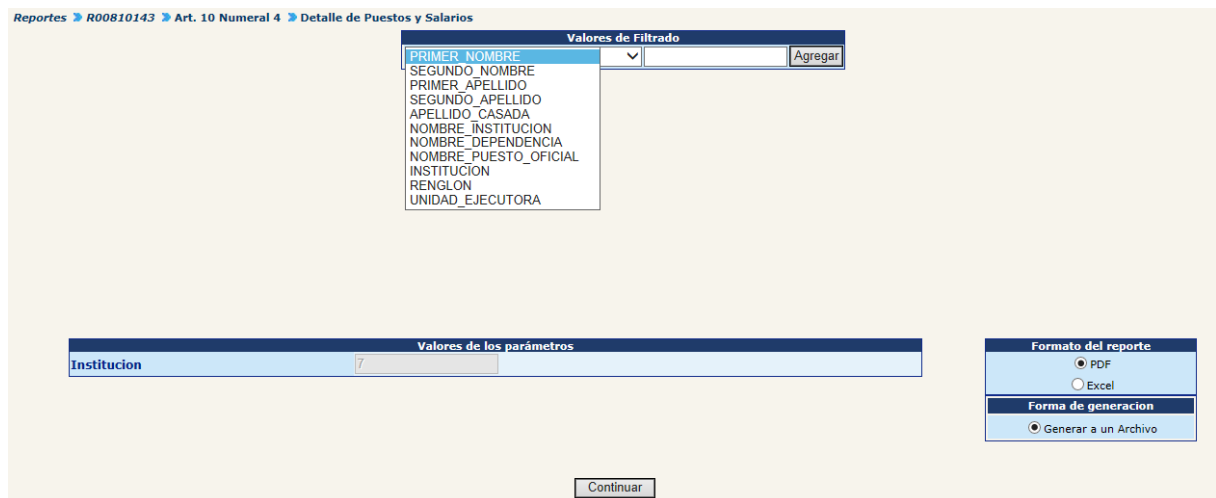 Reportes R00810143 Art. 10 Numeral 4 Detalle de Puestos y Salarios
Valores de Filtrado
PRIMER_NOMBRE Agregar
SEGUNDO_NOMBRE
PRIMER_APELLIDO
SEGUNDO_APELLIDO
APELLIDO_CASADA
NOMBRE_INSTITUCION
NOMBRE_DEPENDENCIA
NOMBRE_PUESTO_OFICIAL
INSTITUCION
RENGLON
UNIDAD_EJECUTORA
Valores de los parámetros
Institucion 7
Formato del reporte
PDF
Excel
Forma de generacion
Generar a un Archivo
Continuar